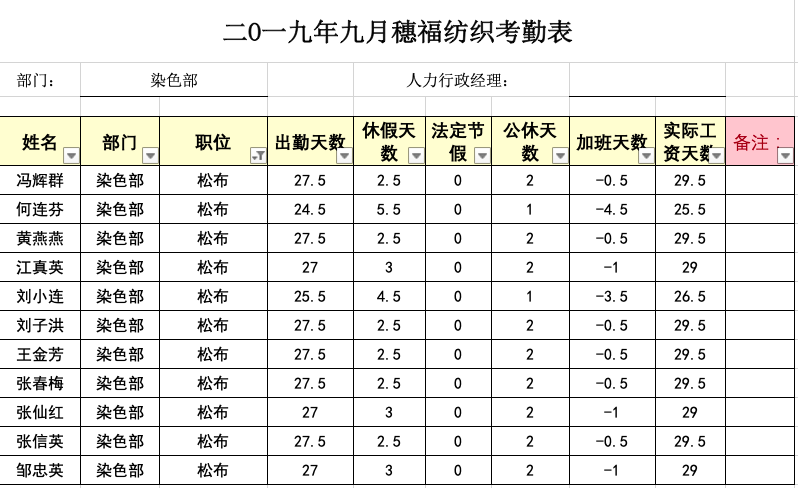 二0一九年九月穗福纺织考勤表
部门： 染色部 人力行政经理：
姓名 部门 职位 出勤天数 休假天数 法定节假 公休天数 加班天数 实际工资天数 备注：
冯辉群 染色部 松布 27.5 2.5 0 2 -0.5 29.5
何连芬 染色部 松布 24.5 5.5 0 1 -4.5 25.5
黄燕燕 染色部 松布 27.5 2.5 0 2 -0.5 29.5
江真英 染色部 松布 27 3 0 2 -1 29
刘小连 染色部 松布 25.5 4.5 0 1 -3.5 26.5
刘子洪 染色部 松布 27.5 2.5 0 2 -0.5 29.5
王金芳 染色部 松布 27.5 2.5 0 2 -0.5 29.5
张春梅 染色部 松布 27.5 2.5 0 2 -0.5 29.5
张仙红 染色部 松布 27 3 0 2 -1 29
张信英 染色部 松布 27.5 2.5 0 2 -0.5 29.5
邹忠英 染色部 松布 27 3 0 2 -1 29